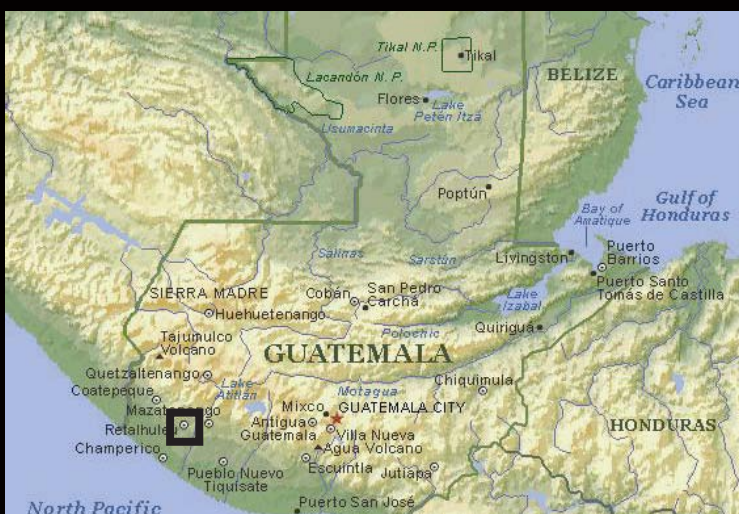 Tikal N.P.
Tikal
Lacandón N. P.
BELIZE
Caribbean
Sea
Flores
Lake
Petén Itzá
Usumacinta
Poptún
Gulf of
Honduras
Bay of
Amatique
Salinas
Sarstún
Livingston
Puerto
Barrios
Puerto Santo
Tomás de Castilla
SIERRA MADRE
Cobán
San Pedro
Carchá
Lake
Izabal
Huehuetenango
Polochic
Quiriguá
Tajumulco
Volcano
GUATEMALA
Quetzaltenango
Lake
Atitlán
Motagua
Chiquimula
Coatepeque
Mixco
GUATEMALA CITY
Antigua
Guatemala
Villa Nueva
HONDURAS
Retalhuleu
Champerico
Agua Volcano
Pueblo Nuevo
Tiquisate
Escuintla
Jutiapa
Puerto San José
North Pacific